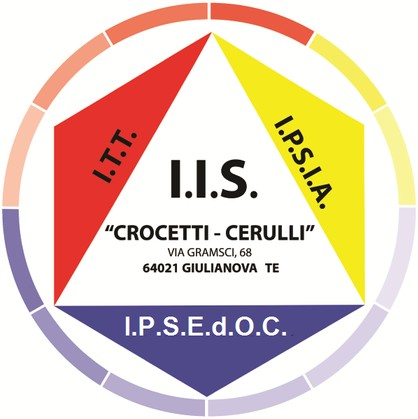 I.T.T.
I.P.S.I.A.
I.I.S.
“CROCETTI - CERULLI”
VIA GRAMSCI, 68
64021 GIULIANOVA TE
I.P.S.E.d.O.C.